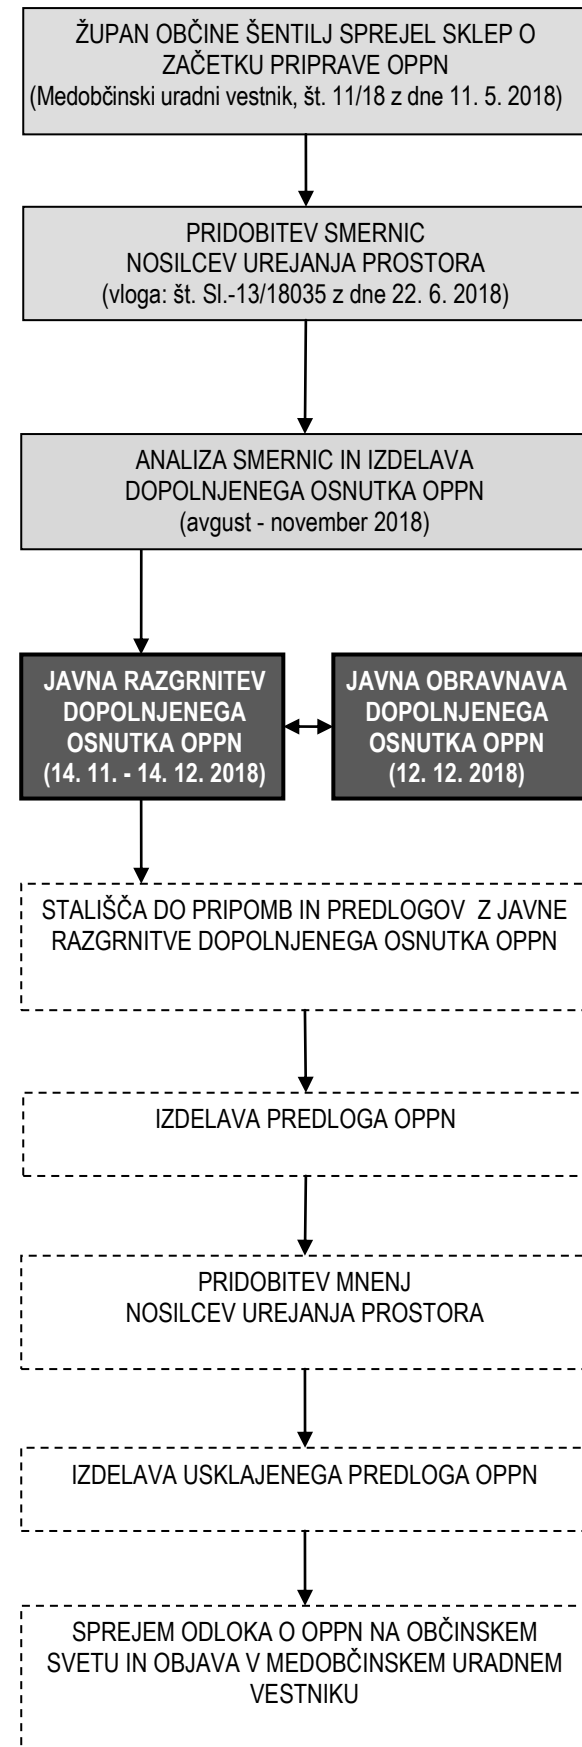 ŽUPAN OBČINE ŠENTILJ SPREJEL SKLEP O
ZAČETKU PRIPRAVE OPPN
(Medobčinski uradni vestnik, št. 11/18 z dne 11. 5. 2018)
PRIDOBITEV SMERNIC
NOSILCEV UREJANJA PROSTORA
(vloga: št. Sl.-13/18035 z dne 22. 6. 2018)
ANALIZA SMERNIC IN IZDELAVA
DOPOLNJENEGA OSNUTKA OPPN
(avgust - november 2018)
JAVNA RAZGRNITEV
DOPOLNJENEGA
OSNUTKA OPPN
(14. 11. - 14. 12. 2018)
JAVNA OBRAVNAVA
DOPOLNJENEGA
OSNUTKA OPPN
(12. 12. 2018)
STALIŠČA DO PRIPOMB IN PREDLOGOV Z JAVNE
RAZGRNITVE DOPOLNJENEGA OSNUTKA OPPN
IZDELAVA PREDLOGA OPPN
PRIDOBITEV MNENJ
NOSILCEV UREJANJA PROSTORA
IZDELAVA USKLAJENEGA PREDLOGA OPPN
SPREJEM ODLOKA O OPPN NA OBČINSKEM
SVETU IN OBJAVA V MEDOBČINSKEM URADNEM
VESTNIKU